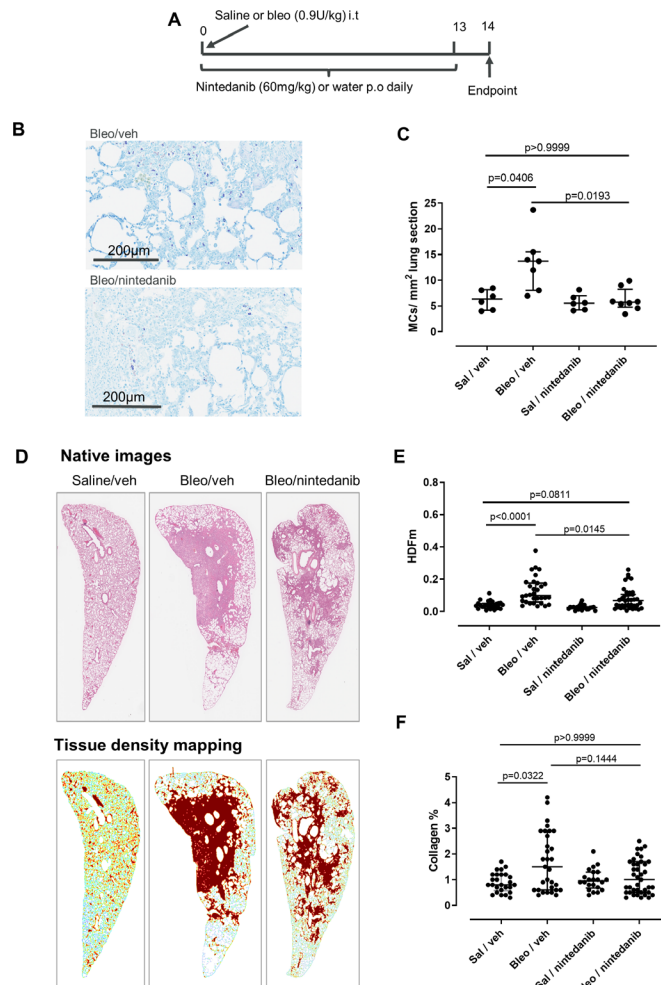 A
Saline or bleo (0.9U/kg) i.t
0
13
14
Nintedanib (60mg/kg) or water p.o daily
Endpoint
B
Bleo/veh
200µm
Bleo/nintedanib
200µm
C
p>0.9999
p=0.0406
p=0.0193
MCs/ mm² lung section
25
20
15
10
5
0
Sal / veh
Bleo / veh
Sal / nintedanib
Bleo / nintedanib
D
Native images
Saline/veh
Bleo/veh
Bleo/nintedanib
Tissue density mapping
E
p=0.0811
p<0.0001
p=0.0145
HDFm
0.8
0.6
0.4
0.2
0.0
Sal / veh
Bleo / veh
Sal / nintedanib
Bleo / nintedanib
F
p>0.9999
p=0.1444
p=0.0322
Collagen %
5
4
3
2
1
0
Sal / veh
Bleo / veh
Sal / nintedanib
Bleo / nintedanib